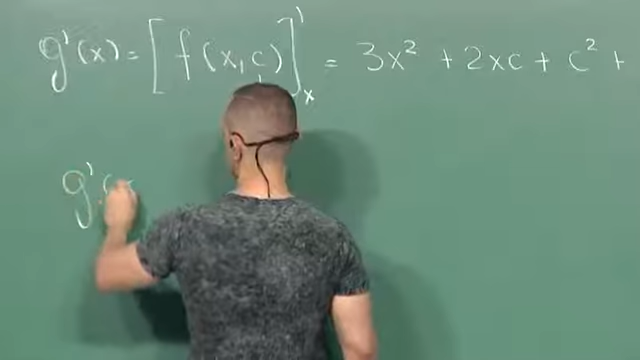 g'(x) = [f(x,c)]'ₓ = 3x² + 2xc + c² +
g'(